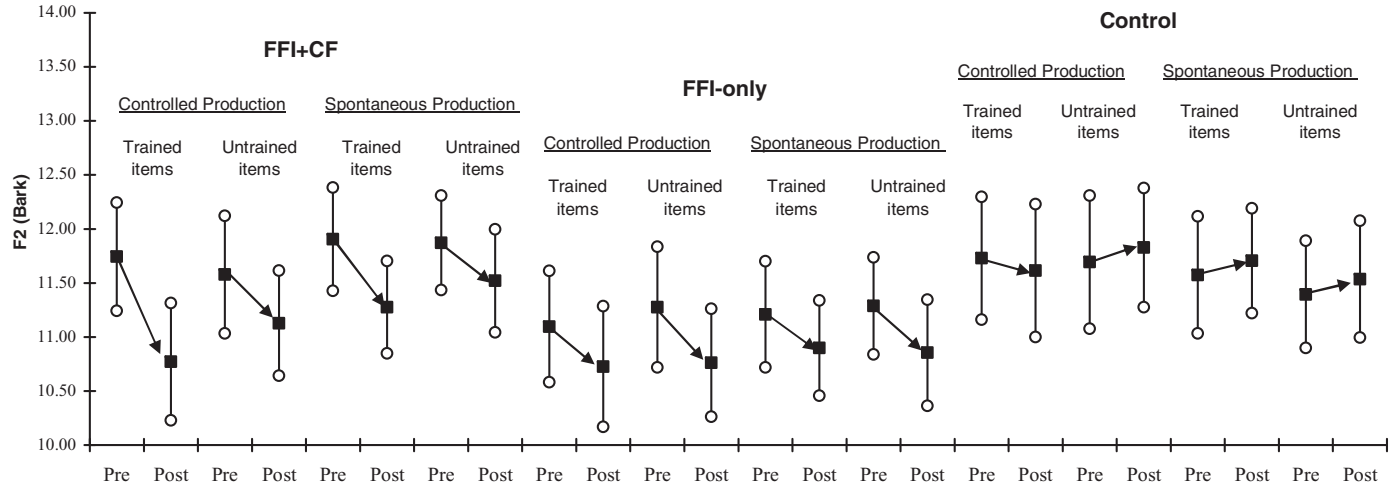 14.00
13.50
13.00
12.50
12.00
11.50
11.00
10.50
10.00
F2 (Bark)
FFI+CF
Controlled Production Spontaneous Production
Trained items Untrained items Trained items Untrained items
FFI-only
Controlled Production Spontaneous Production
Trained items Untrained items Trained items Untrained items
Control
Controlled Production Spontaneous Production
Trained items Untrained items Trained items Untrained items
Pre Post Pre Post Pre Post Pre Post Pre Post Pre Post Pre Post Pre Post Pre Post Pre Post Pre Post Pre Post